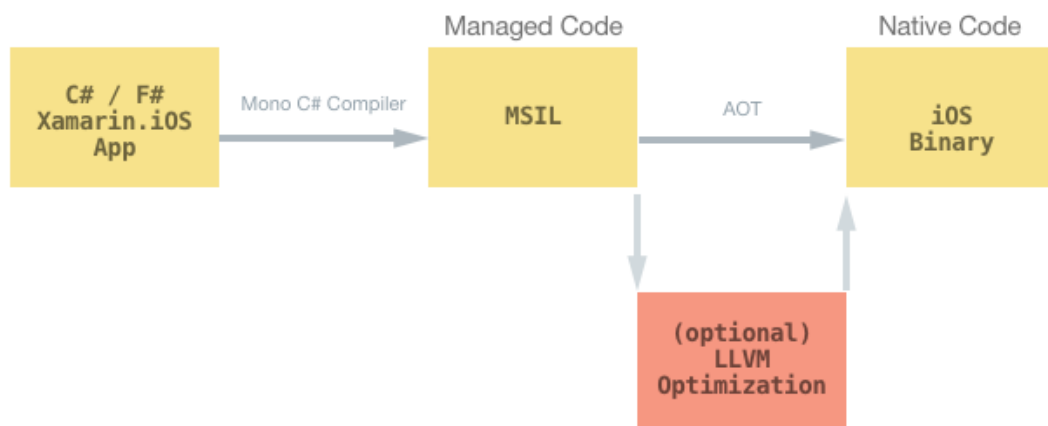 Managed Code
Native Code
C# / F#
Xamarin.iOS
App
Mono C# Compiler
MSIL
AOT
iOS
Binary
(optional)
LLVM
Optimization